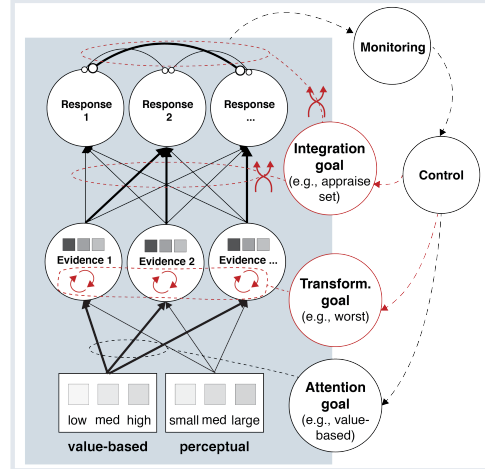 Monitoring
Response
1
Response
2
Response
...
Integration
goal
(e.g., appraise
set)
Control
Evidence 1
Evidence 2
Evidence ...
Transform.
goal
(e.g., worst)
Attention
goal
(e.g., value-
based)
low med high
small med large
value-based
perceptual